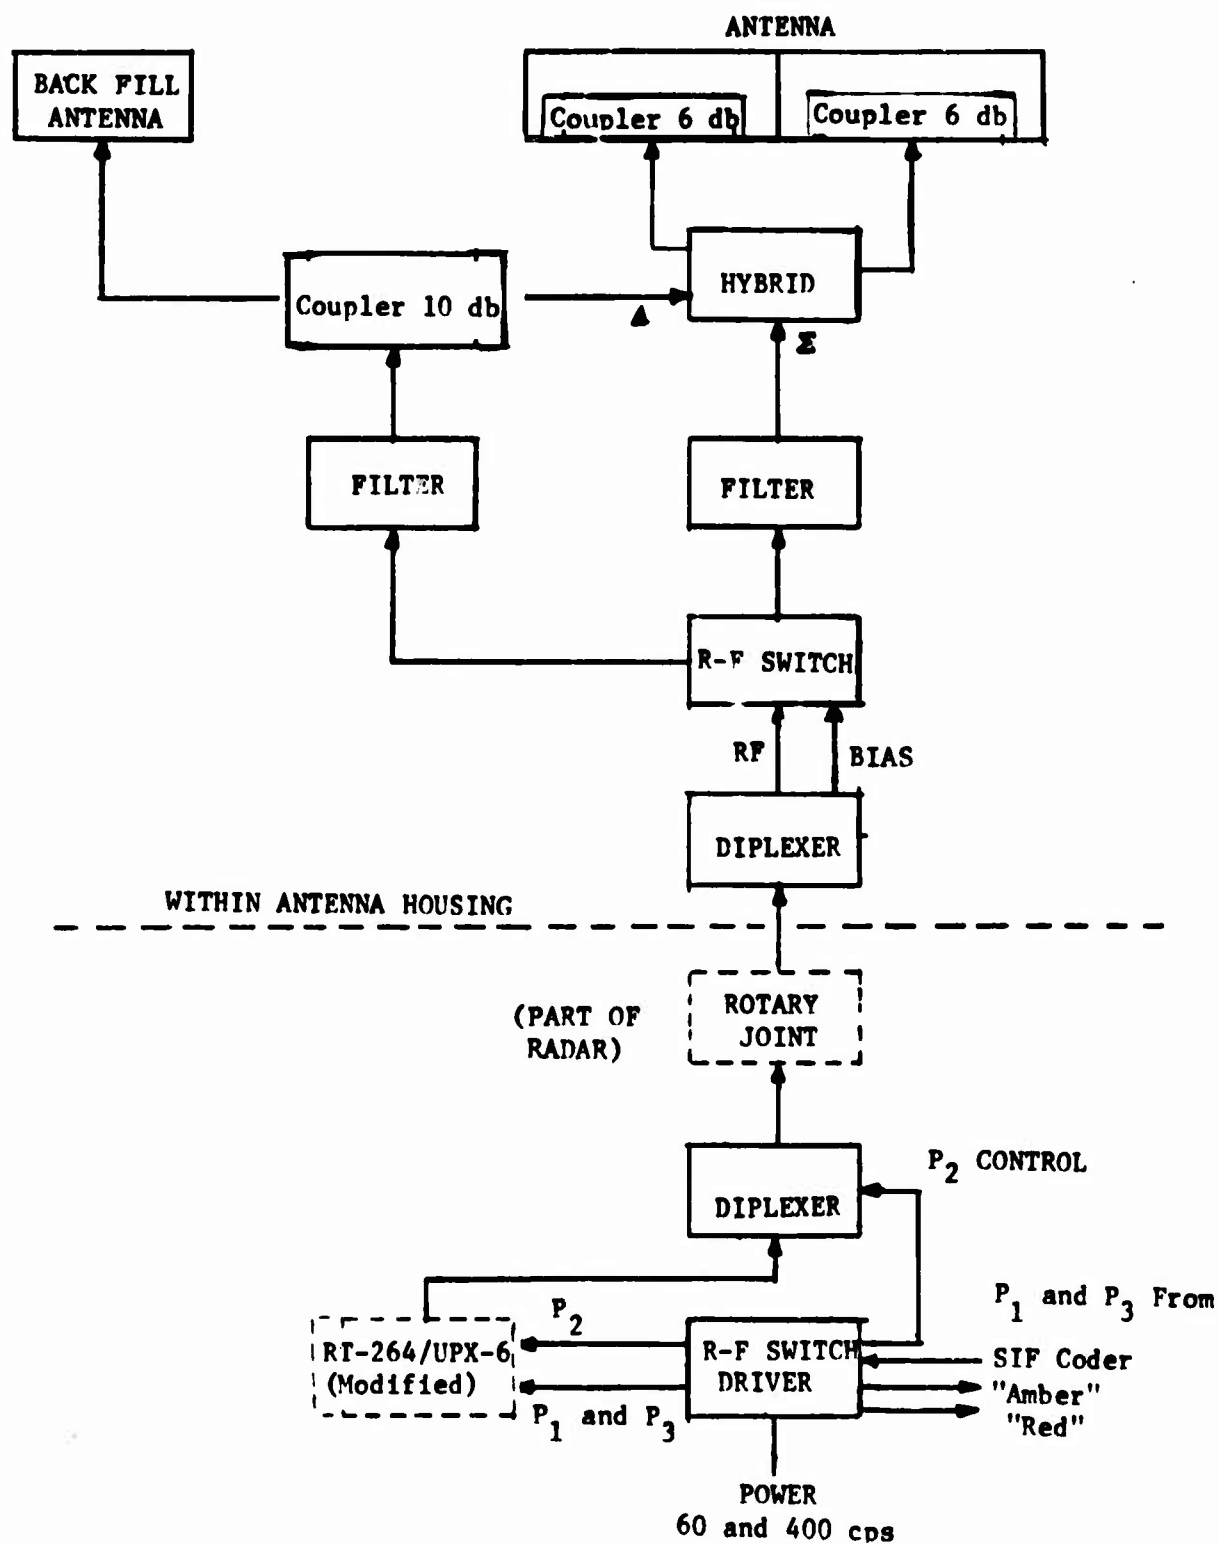 ANTENNA
BACK FILL
ANTENNA
Coupler 6 db
Coupler 6 db
HYBRID
Coupler 10 db
Δ
Σ
FILTER
FILTER
R-F SWITCH
RF
BIAS
DIPLEXER
WITHIN ANTENNA HOUSING
(PART OF
RADAR)
ROTARY
JOINT
P₂ CONTROL
DIPLEXER
P₁ and P₃ From
P₂
RT-264/UPX-6
(Modified)
R-F SWITCH
DRIVER
SIF Coder
"Amber"
"Red"
P₁ and P₃
POWER
60 and 400 cps